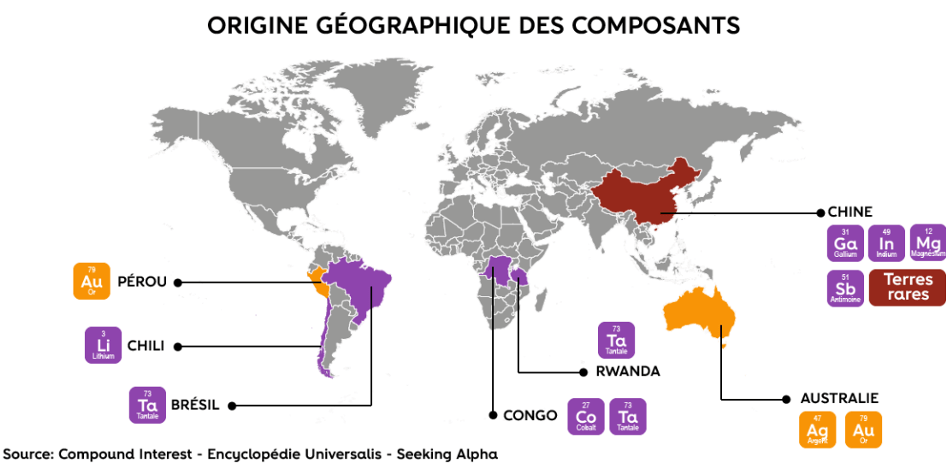 ORIGINE GÉOGRAPHIQUE DES COMPOSANTS
CHINE
31
Ga
Gallium
49
In
Indium
12
Mg
Magnésium
51
Sb
Antimoine
Terres
rares
79
Au
Or
PÉROU
3
Li
Lithium
CHILI
73
Ta
Tantale
BRÉSIL
73
Ta
Tantale
RWANDA
CONGO
27
Co
Cobalt
73
Ta
Tantale
AUSTRALIE
47
Ag
Argent
79
Au
Or
Source: Compound Interest - Encyclopédie Universalis - Seeking Alpha